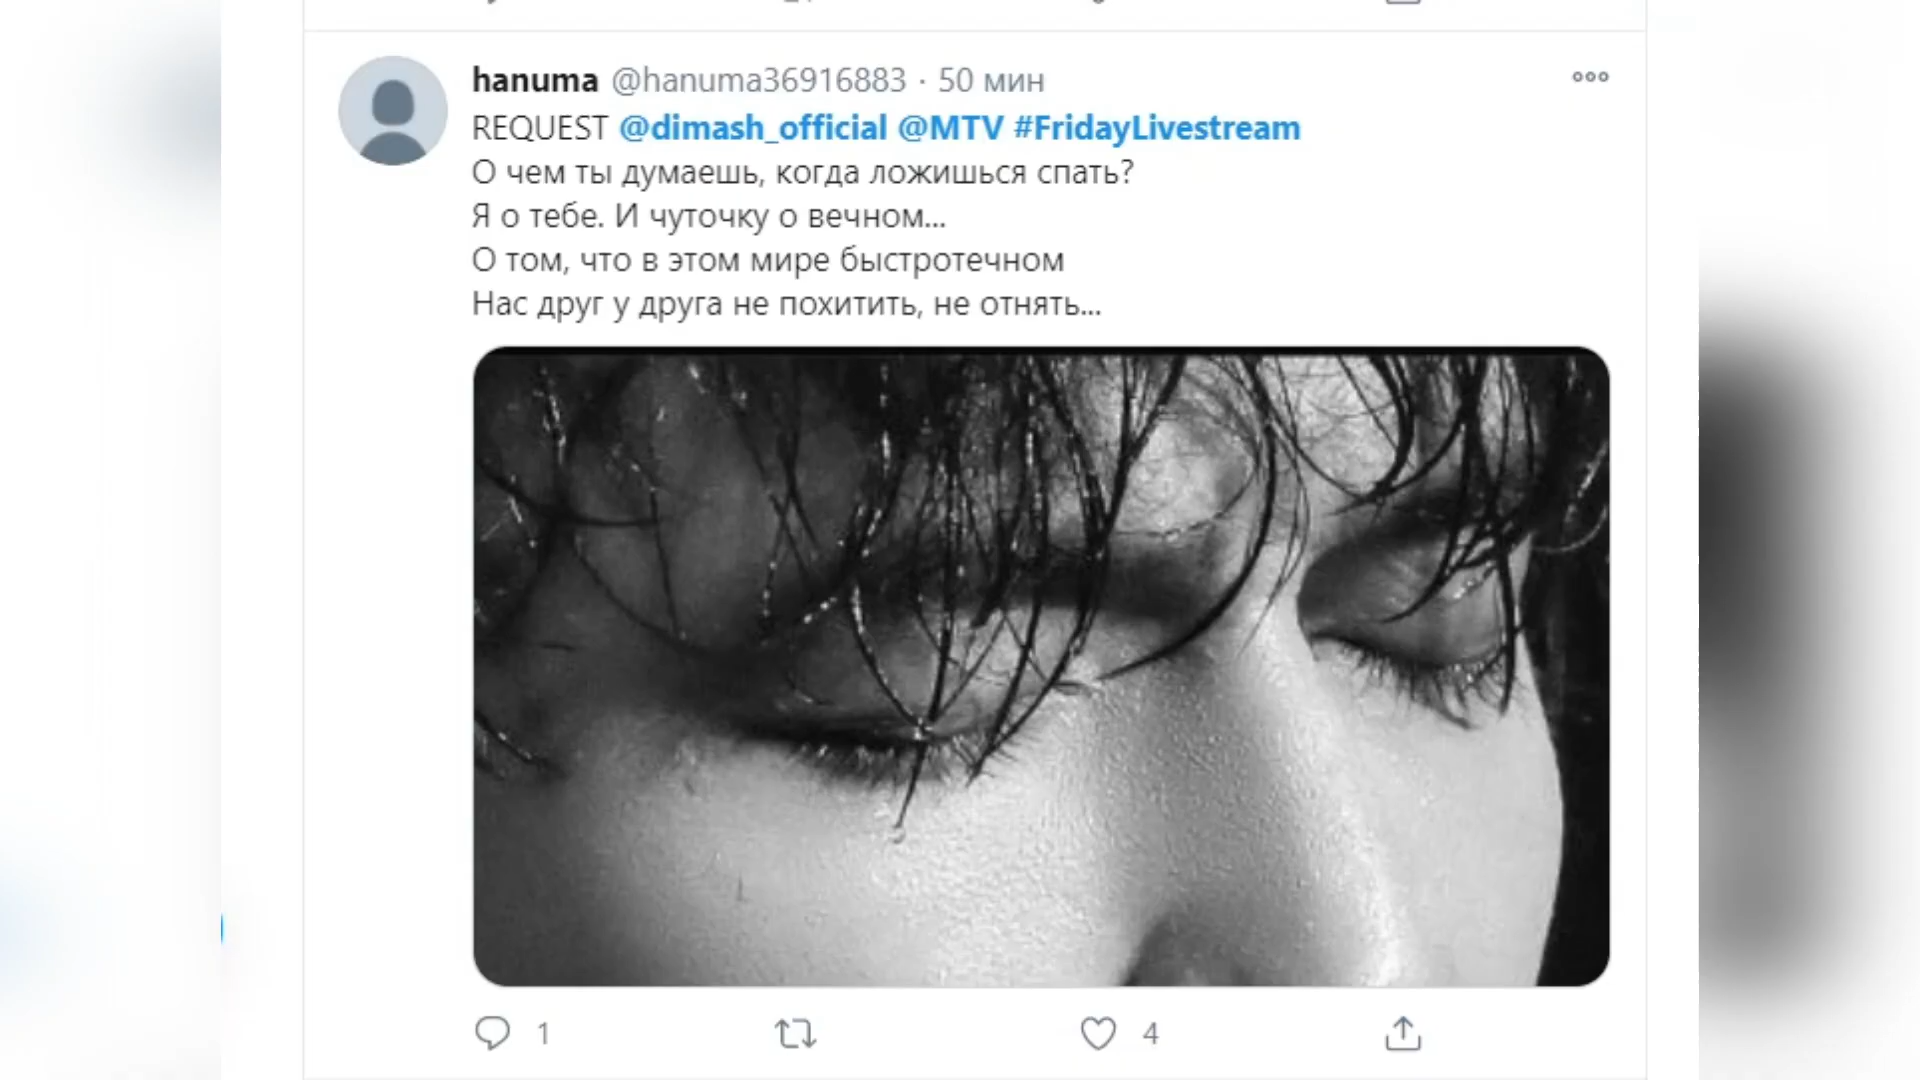 hanuma @hanuma36916883 · 50 мин
REQUEST @dimash_official @MTV #FridayLivestream
О чем ты думаешь, когда ложишься спать?
Я о тебе. И чуточку о вечном...
О том, что в этом мире быстротечном
Нас друг у друга не похитить, не отнять...
1 4